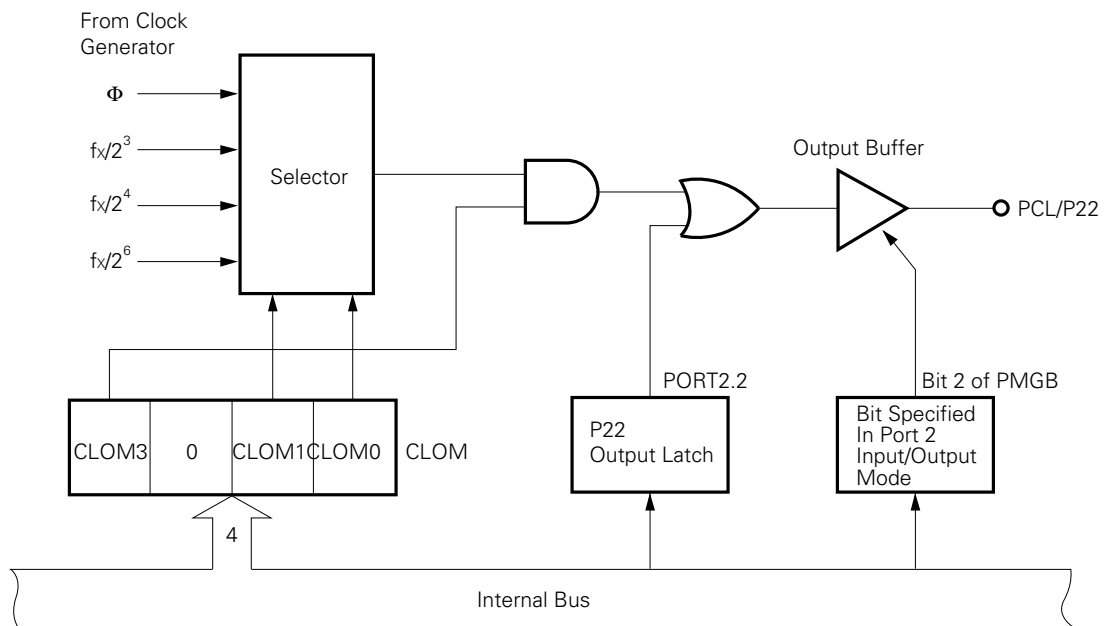 From Clock
Generator
Φ
fx/2³
fx/2⁴
fx/2⁶
Selector
Output Buffer
PCL/P22
CLOM3
0
CLOM1
CLOM0
CLOM
4
PORT2.2
P22
Output Latch
Bit 2 of PMGB
Bit Specified
In Port 2
Input/Output
Mode
Internal Bus